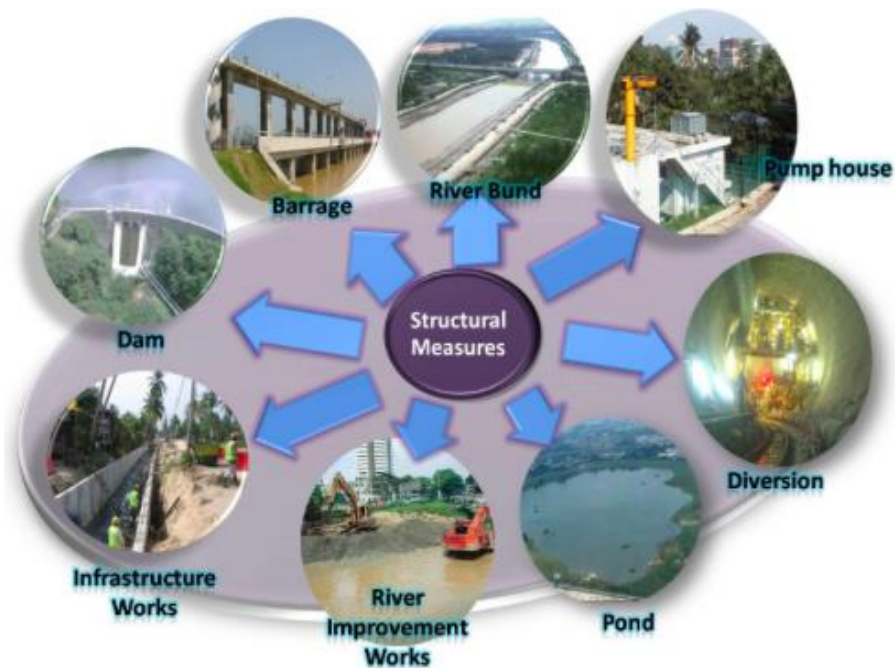 Barrage
River Bund
Pump house
Dam
Structural
Measures
Diversion
Infrastructure
Works
River
Improvement
Works
Pond